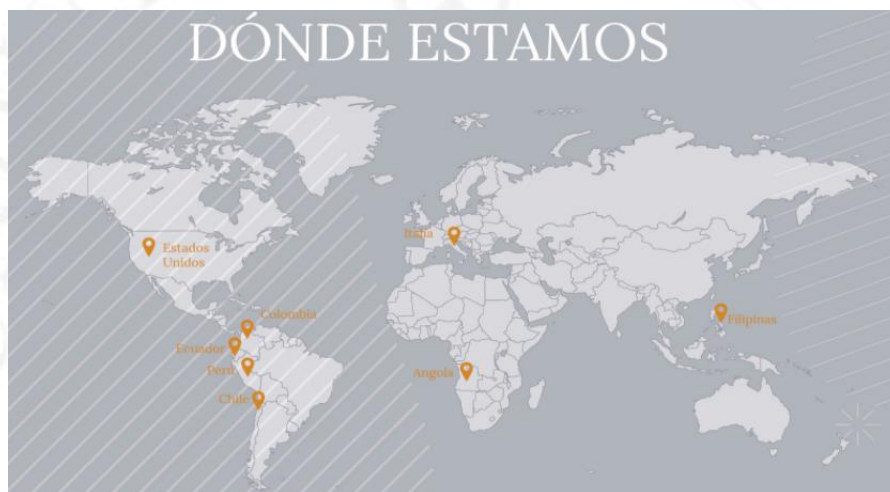 DÓNDE ESTAMOS
Italia
Estados
Unidos
Colombia
Filipinas
Ecuador
Perú
Angola
Chile